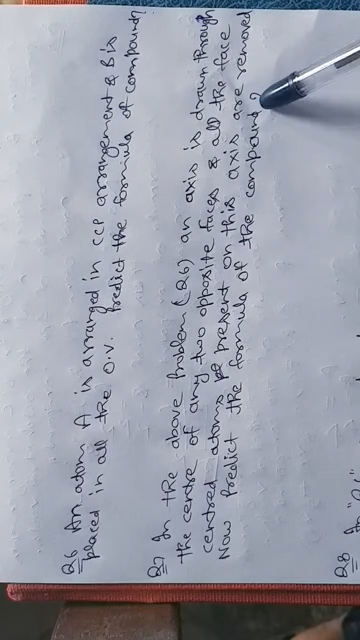 Q6 An atom A is arranged in CCP arrangement & B is
placed in all the O.V. Predict the formula of compound?
Q7 In the above problem (Q6) an axis is drawn through
the centre of any two opposite faces & all the face
centred atoms present on this axis are removed
Now predict the formula of the compound?
Q8 In